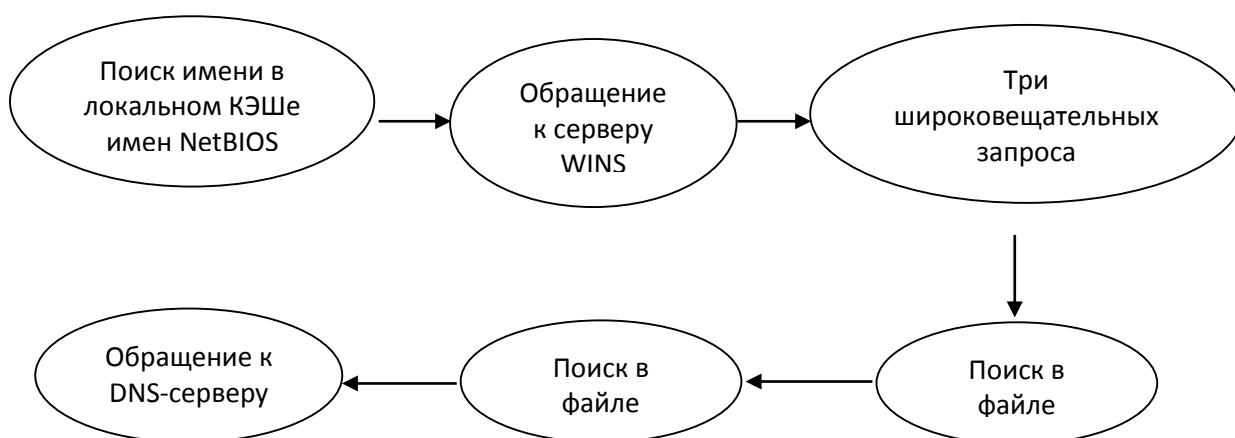 Поиск имени в
локальном КЭШе
имен NetBIOS
Обращение
к серверу
WINS
Три
широковещательных
запроса
Поиск в
файле
Поиск в
файле
Обращение к
DNS-серверу